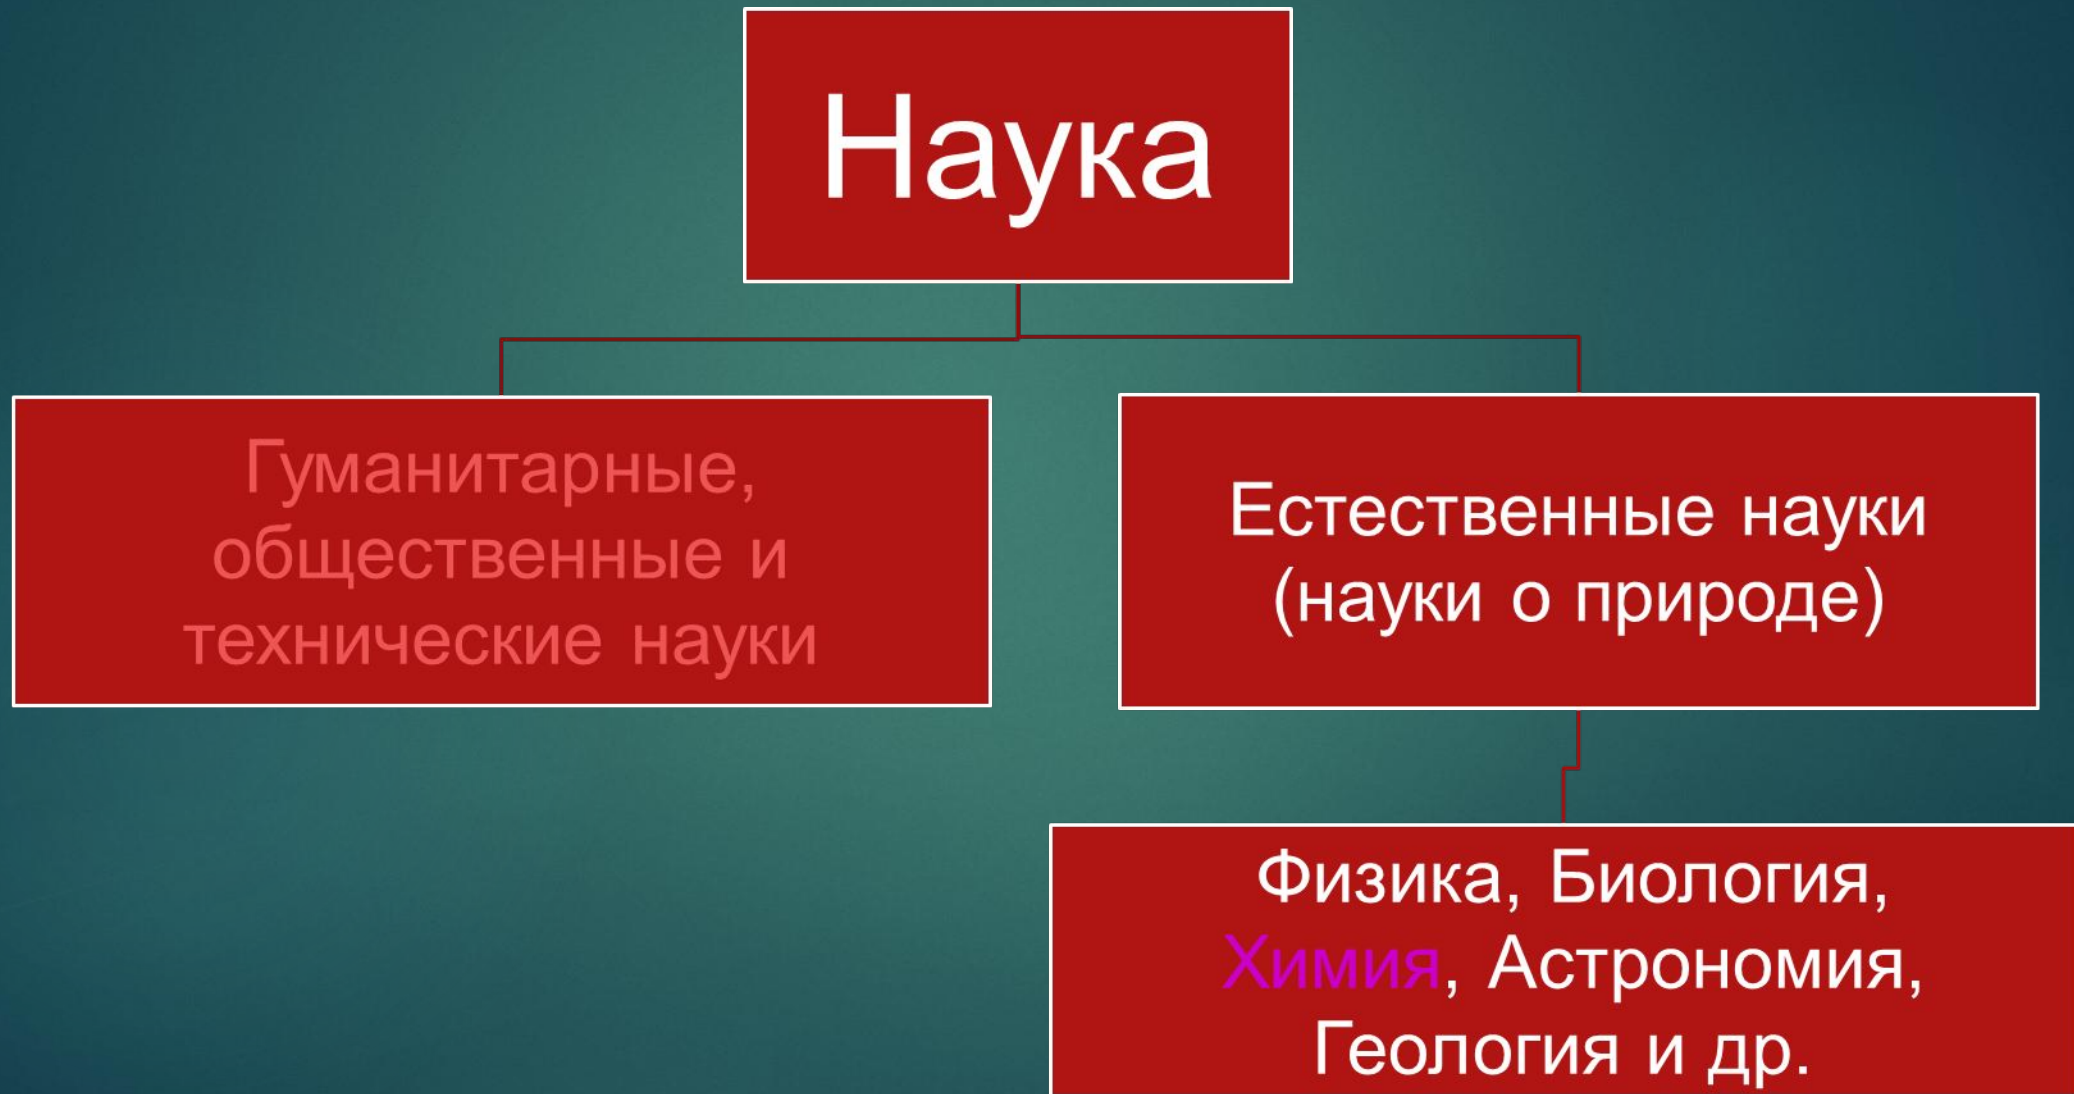 Наука
Гуманитарные,
общественные и
технические науки
Естественные науки
(науки о природе)
Физика, Биология,
Химия, Астрономия,
Геология и др.